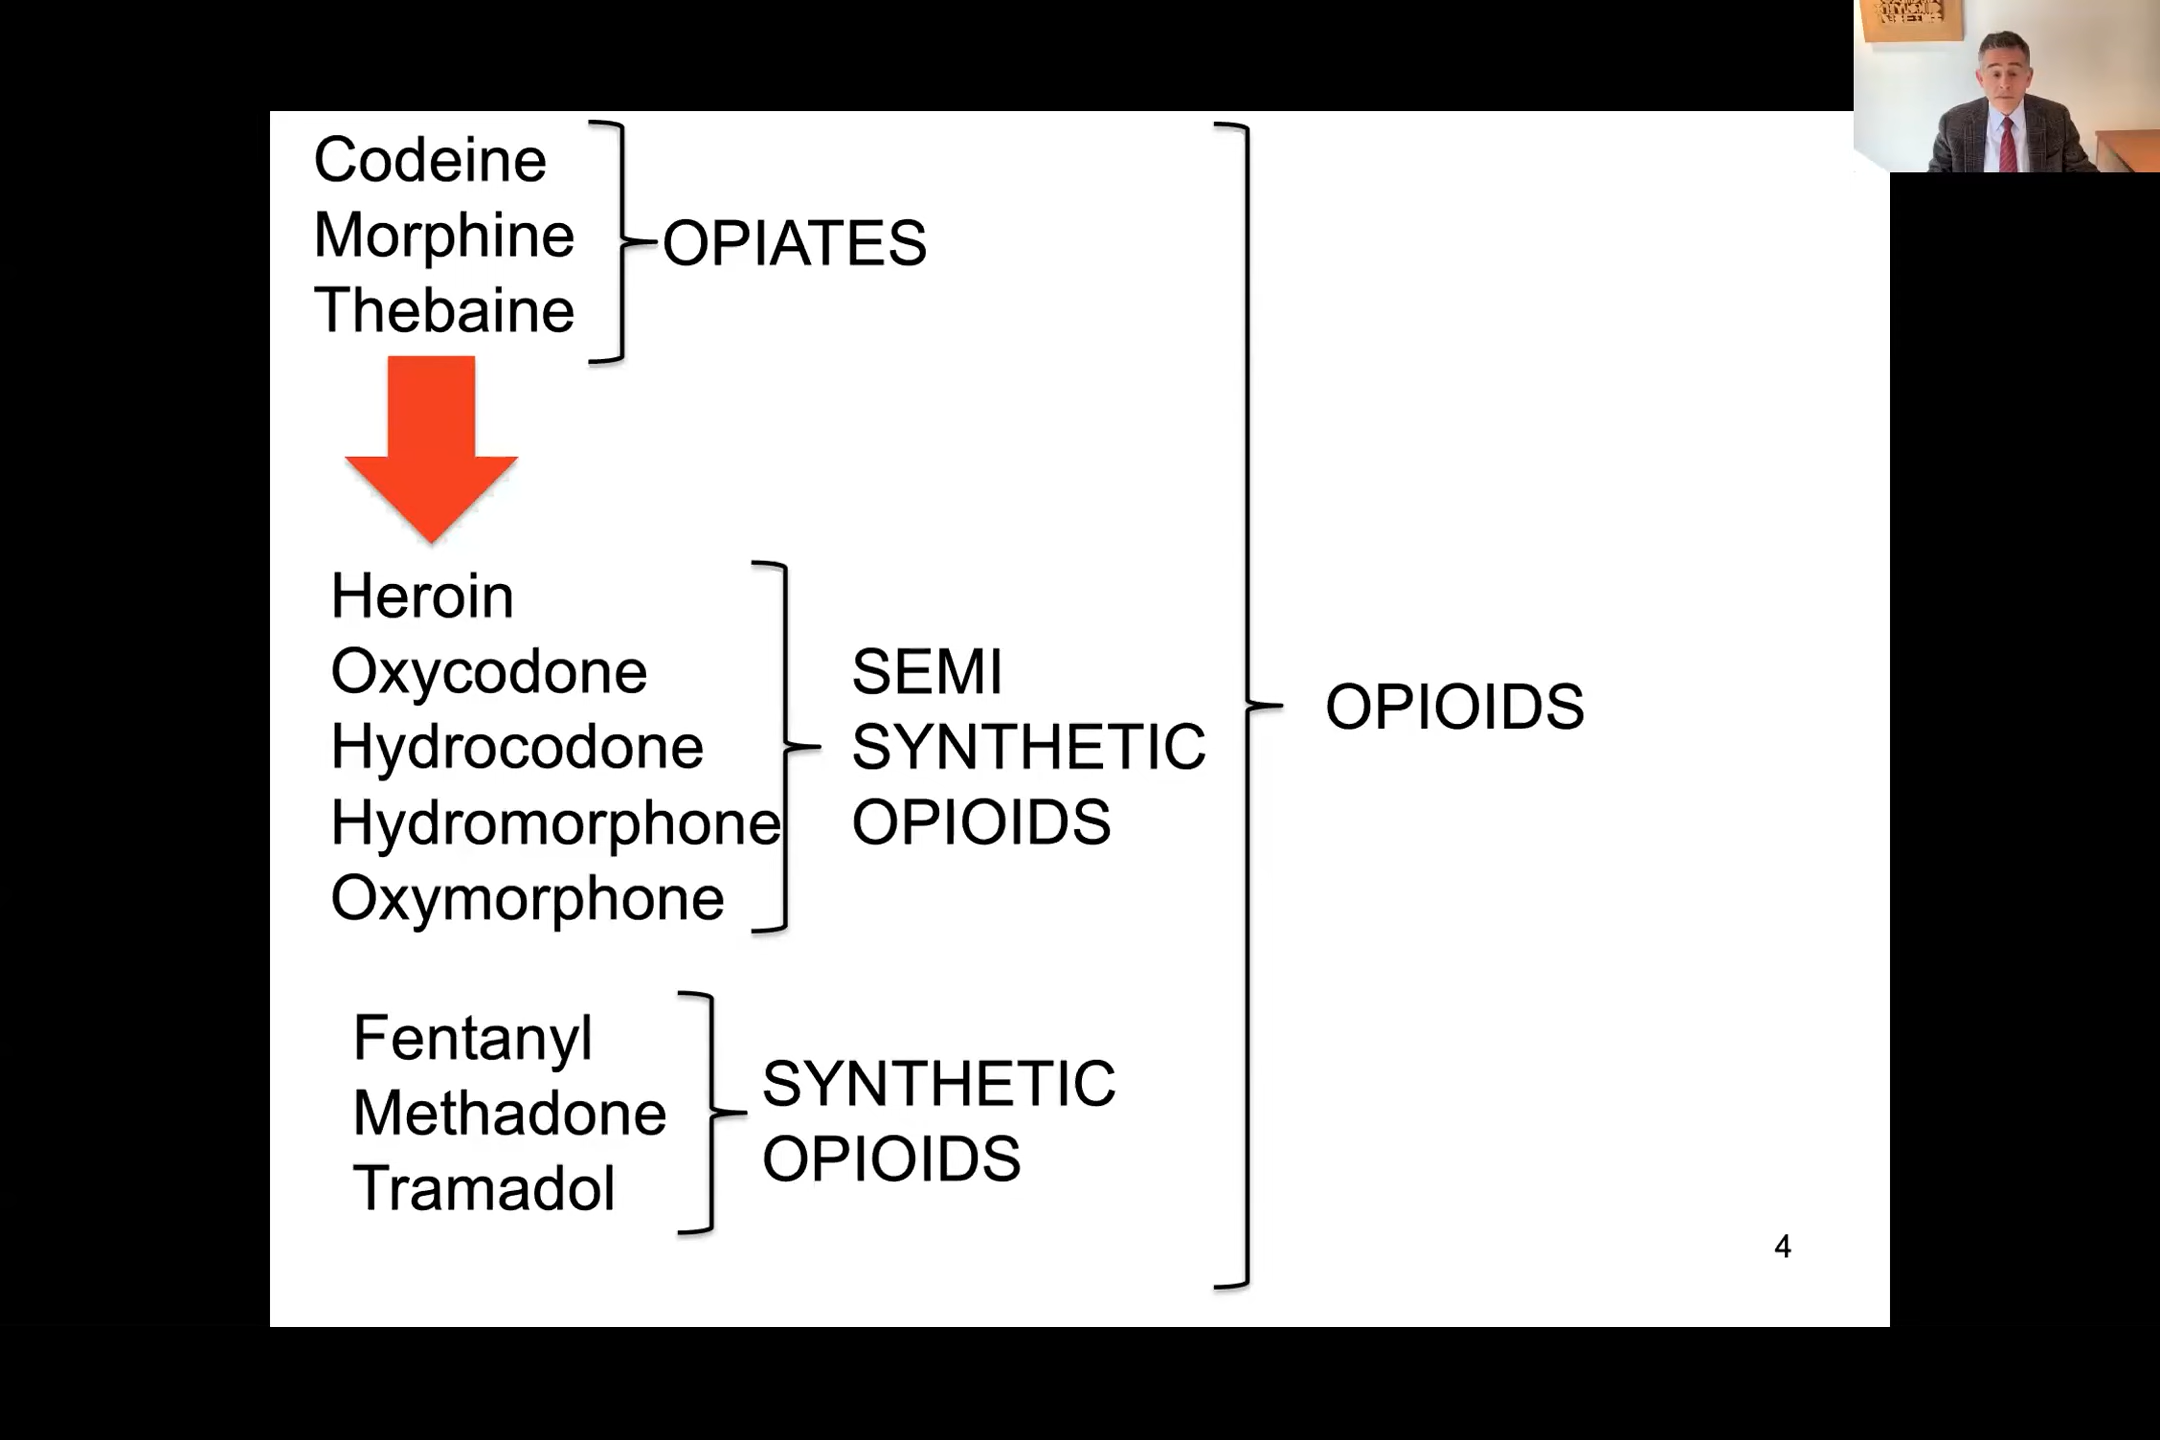 Codeine
Morphine
Thebaine
OPIATES
Heroin
Oxycodone
Hydrocodone
Hydromorphone
Oxymorphone
SEMI
SYNTHETIC
OPIOIDS
Fentanyl
Methadone
Tramadol
SYNTHETIC
OPIOIDS
OPIOIDS
4